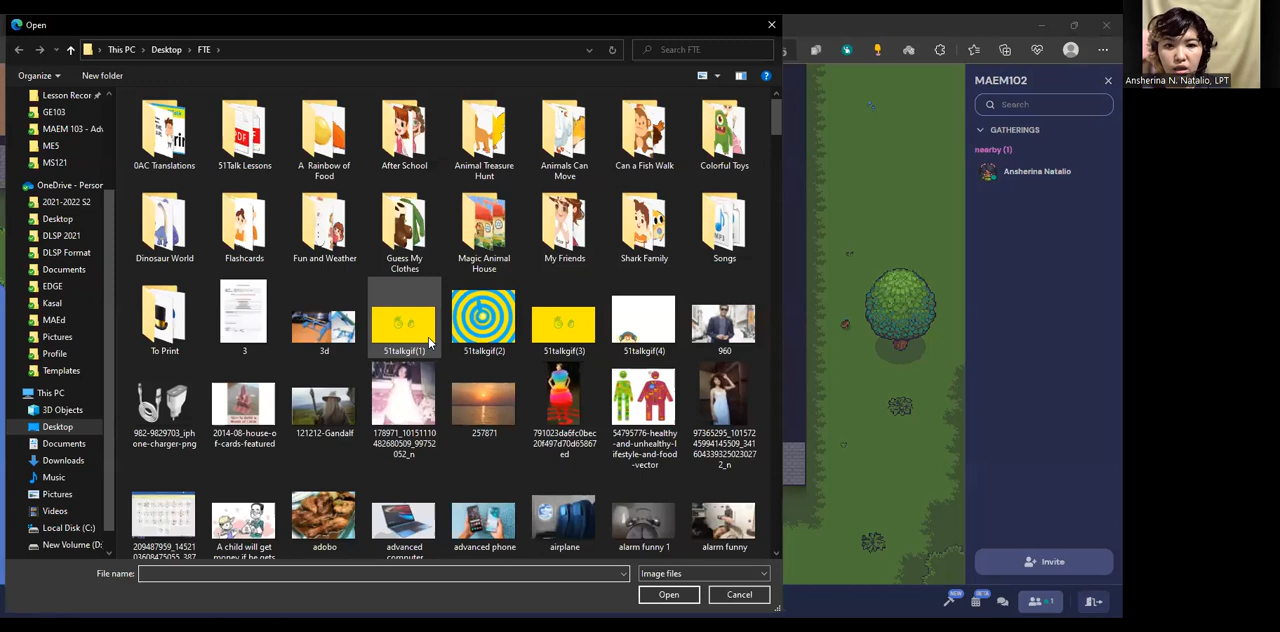 Open
This PC > Desktop > FTE >
Search FTE
Organize
New folder
Lesson Recor
GE103
MAEM 103 - Adv
ME5
MS121
OneDrive - Person
2021-2022 S2
Desktop
DLSP 2021
DLSP Format
Documents
EDGE
Kasal
MAEd
Pictures
Profile
Templates
This PC
3D Objects
Desktop
Documents
Downloads
Music
Pictures
Videos
Local Disk (C:)
New Volume (D:
0AC Translations
51Talk Lessons
A Rainbow of
Food
After School
Animal Treasure
Hunt
Animals Can
Move
Can a Fish Walk
Colorful Toys
Dinosaur World
Flashcards
Fun and Weather
Guess My
Clothes
Magic Animal
House
My Friends
Shark Family
Songs
To Print
3
3d
51talkgif(1)
51talkgif(2)
51talkgif(3)
51talkgif(4)
960
982-9829703_iph
one-charger-png
2014-08-house-o
f-cards-featured
121212-Gandalf
178971_10151110
482680509_99752
052_n
257871
791023da6fc0bec
20f497d70d65867
ed
54795776-healthy
-and-unhealthy-l
ifestyle-and-food
-vector
97365295_101572
45994145509_341
604339325023027
2_n
209487959_14521
03608475055_387
A child will get
money if he gets
adobo
advanced
computer
advanced phone
airplane
alarm funny 1
alarm funny
File name:
Image files
Open
Cancel
MAEM102
Search
GATHERINGS
nearby (1)
Ansherina Natalio
Invite
NEW
BETA
1
Ansherina N. Natalio, LPT